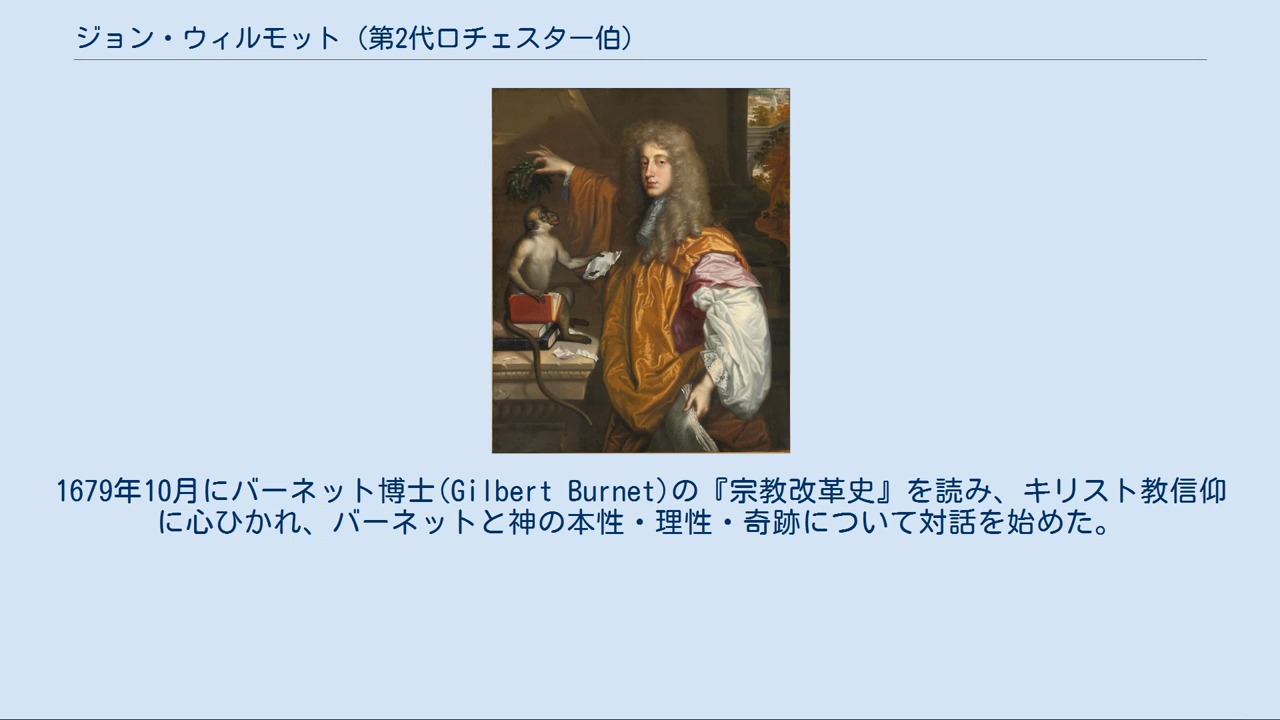 ジョン・ウィルモット（第2代ロチェスター伯）
1679年10月にバーネット博士(Gilbert Burnet)の『宗教改革史』を読み、キリスト教信仰
に心ひかれ、バーネットと神の本性・理性・奇跡について対話を始めた。